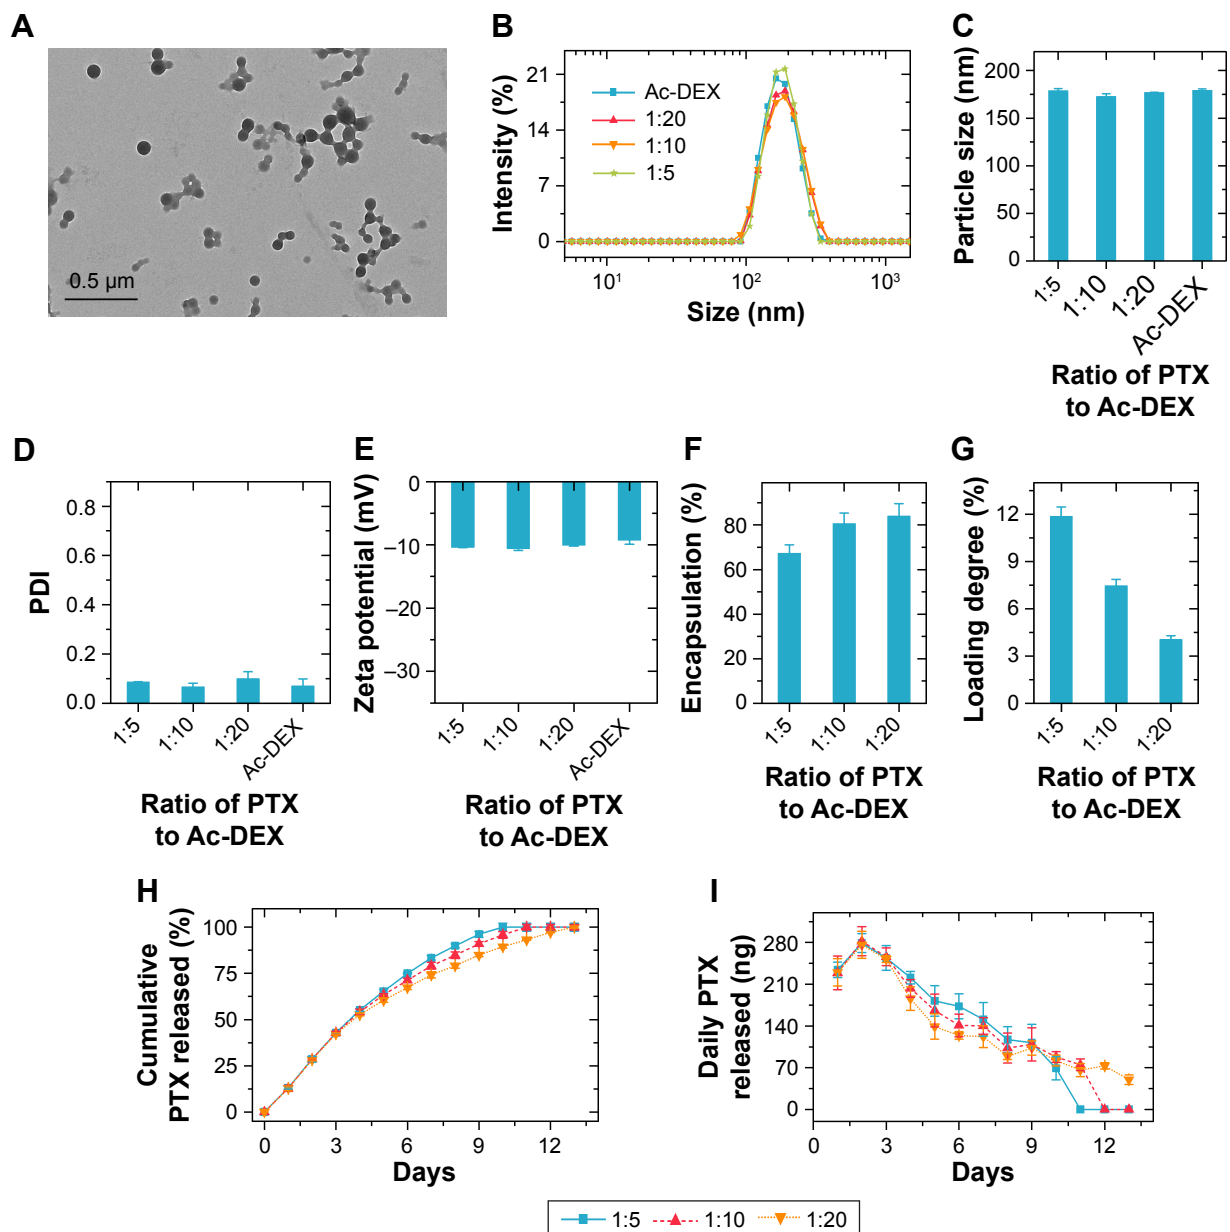 A
0.5 µm
B
Intensity (%)
21
14
7
0
Ac-DEX
1:20
1:10
1:5
10¹
10²
10³
Size (nm)
C
Particle size (nm)
180
150
100
50
0
1:5
1:10
1:20
Ac-DEX
Ratio of PTX
to Ac-DEX
D
PDI
0.8
0.6
0.4
0.2
0.0
1:5
1:10
1:20
Ac-DEX
Ratio of PTX
to Ac-DEX
E
Zeta potential (mV)
0
–10
–20
–30
1:5
1:10
1:20
Ac-DEX
Ratio of PTX
to Ac-DEX
F
Encapsulation (%)
80
60
40
20
0
1:5
1:10
1:20
Ratio of PTX
to Ac-DEX
G
Loading degree (%)
12
9
6
3
0
1:5
1:10
1:20
Ratio of PTX
to Ac-DEX
H
Cumulative
PTX released (%)
100
75
50
25
0
0
3
6
9
12
Days
I
Daily PTX
released (ng)
280
210
140
70
0
0
3
6
9
12
Days
1:5
1:10
1:20